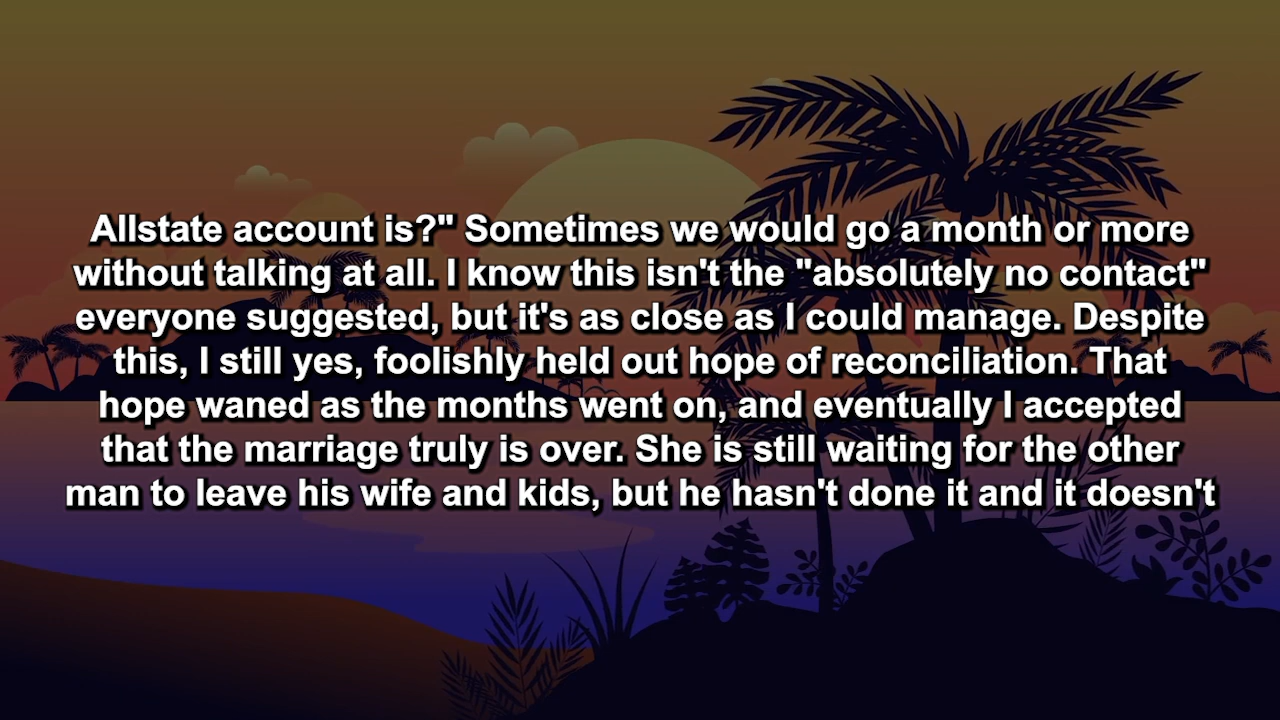 Allstate account is?" Sometimes we would go a month or more
without talking at all. I know this isn't the "absolutely no contact"
everyone suggested, but it's as close as I could manage. Despite
this, I still yes, foolishly held out hope of reconciliation. That
hope waned as the months went on, and eventually I accepted
that the marriage truly is over. She is still waiting for the other
man to leave his wife and kids, but he hasn't done it and it doesn't